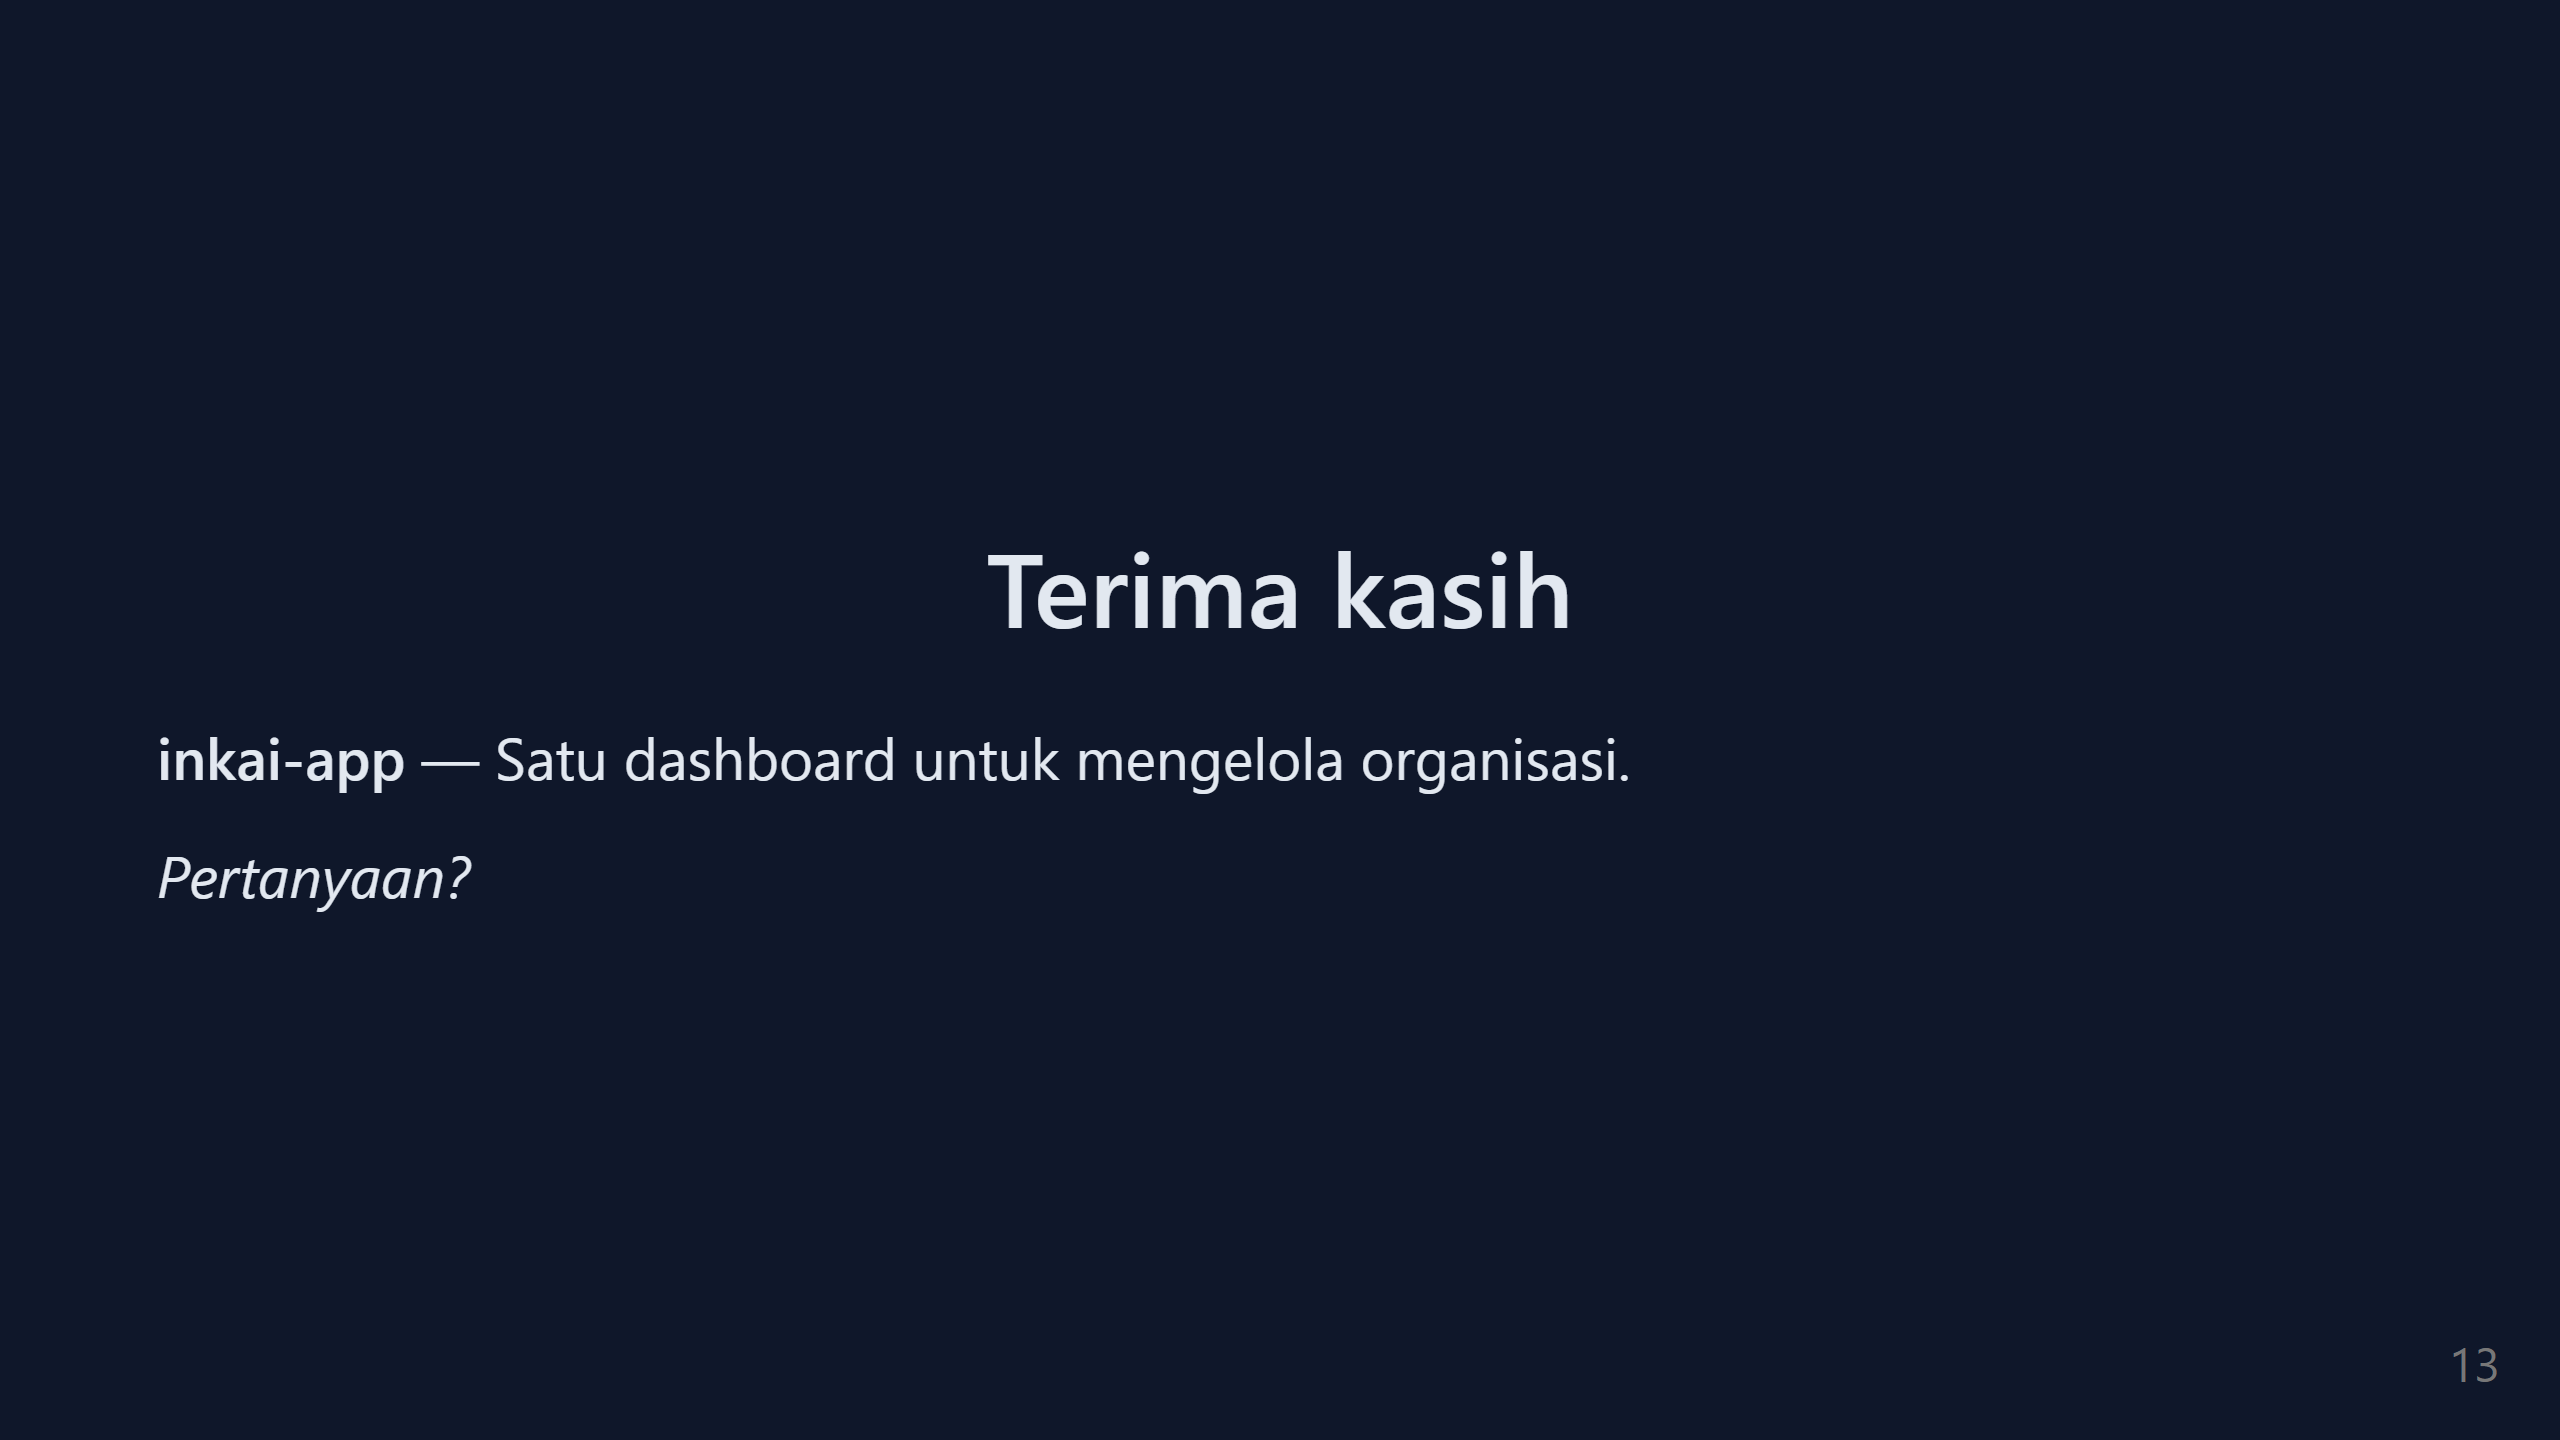 Terima kasih
inkai-app — Satu dashboard untuk mengelola organisasi.
Pertanyaan?
13